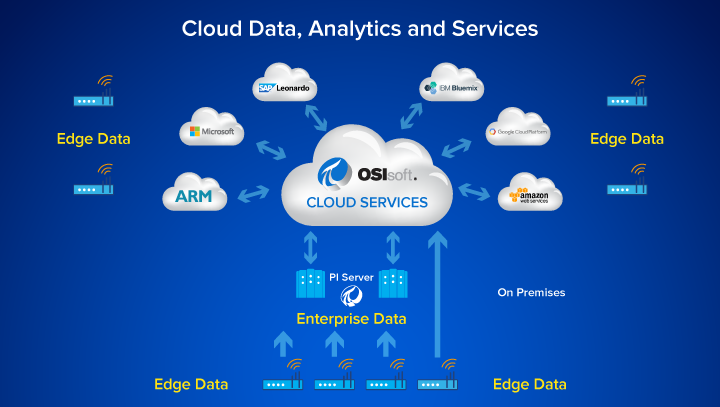 Cloud Data, Analytics and Services
SAP Leonardo
IBM Bluemix
Microsoft
Google Cloud Platform
Edge Data
Edge Data
OSIsoft.
CLOUD SERVICES
ARM
amazon
web services
PI Server
On Premises
Enterprise Data
Edge Data
Edge Data